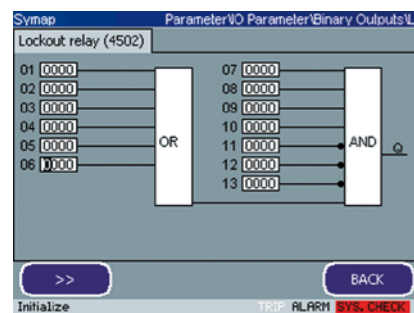 Symap Parameter\IO Parameter\Binary Outputs\L
Lockout relay (4502)
01 0000 07 0000
02 0000 08 0000
03 0000 09 0000
04 0000 10 0000
05 0000 OR 11 0000 AND Q
06 0000 12 0000
13 0000
>> BACK
Initialize TRIP ALARM SYS. CHECK